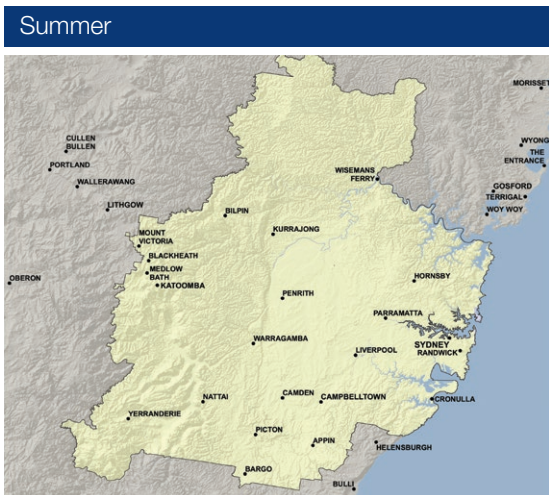 Summer
MORISSET
CULLEN
BULLEN
WYONG
THE
ENTRANCE
PORTLAND
WISEMANS
FERRY
WALLERAWANG
GOSFORD
TERRIGAL
LITHGOW
BILPIN
WOY WOY
KURRAJONG
MOUNT
VICTORIA
BLACKHEATH
MEDLOW
BATH
OBERON
HORNSBY
KATOOMBA
PENRITH
PARRAMATTA
WARRAGAMBA
SYDNEY
LIVERPOOL
RANDWICK
NATTAI
CAMDEN
CAMPBELLTOWN
CRONULLA
YERRANDERIE
PICTON
APPIN
HELENSBURGH
BARGO
BULLI